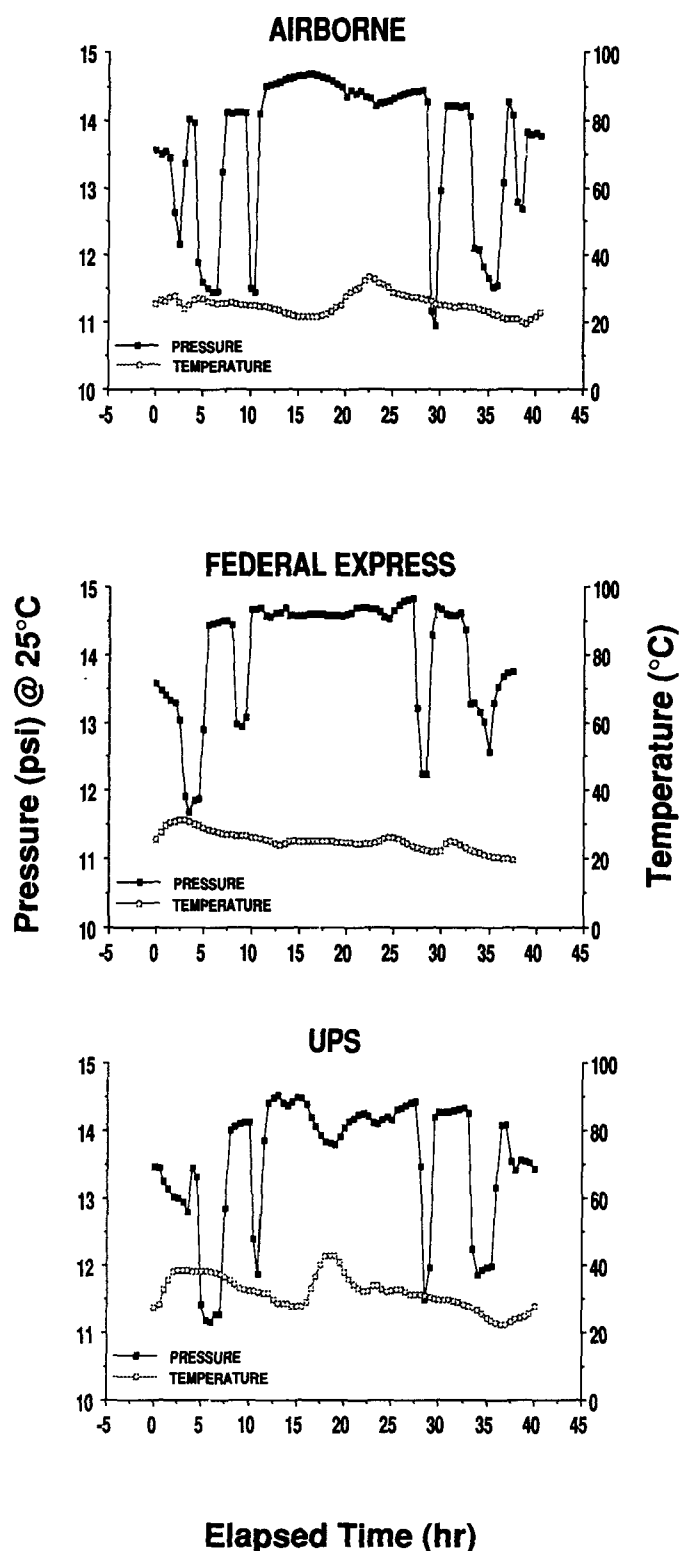 AIRBORNE
15
14
13
12
11
10
100
80
60
40
20
0
PRESSURE
TEMPERATURE
-5 0 5 10 15 20 25 30 35 40 45
FEDERAL EXPRESS
15
14
13
12
11
10
100
80
60
40
20
0
PRESSURE
TEMPERATURE
-5 0 5 10 15 20 25 30 35 40 45
Pressure (psi) @ 25°C
Temperature (°C)
UPS
15
14
13
12
11
10
100
80
60
40
20
0
PRESSURE
TEMPERATURE
-5 0 5 10 15 20 25 30 35 40 45
Elapsed Time (hr)